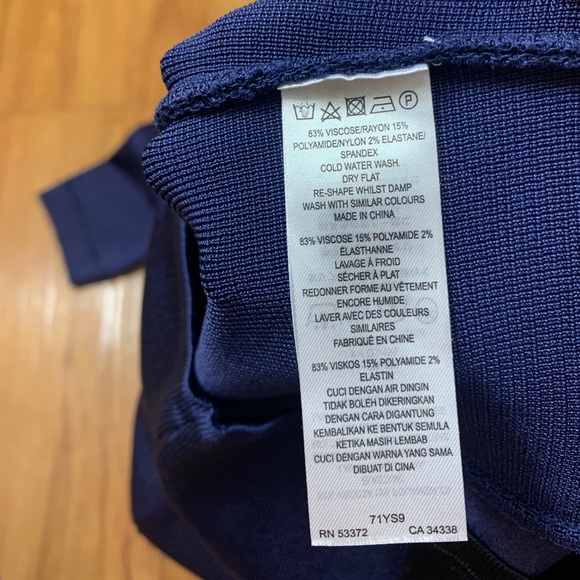 P
83% VISCOSE/RAYON 15%
POLYAMIDE/NYLON 2% ELASTANE/
SPANDEX
COLD WATER WASH.
DRY FLAT
RE-SHAPE WHILST DAMP
WASH WITH SIMILAR COLOURS
MADE IN CHINA
83% VISCOSE 15% POLYAMIDE 2%
ÉLASTHANNE
LAVAGE À FROID
SÉCHER À PLAT
REDONNER FORME AU VÊTEMENT
ENCORE HUMIDE
LAVER AVEC DES COULEURS
SIMILAIRES
FABRIQUÉ EN CHINE
83% VISKOS 15% POLYAMIDE 2%
ELASTIN
CUCI DENGAN AIR DINGIN
TIDAK BOLEH DIKERINGKAN
DENGAN CARA DIGANTUNG
KEMBALIKAN KE BENTUK SEMULA
KETIKA MASIH LEMBAB
CUCI DENGAN WARNA YANG SAMA
DIBUAT DI CINA
71YS9
RN 53372 CA 34338